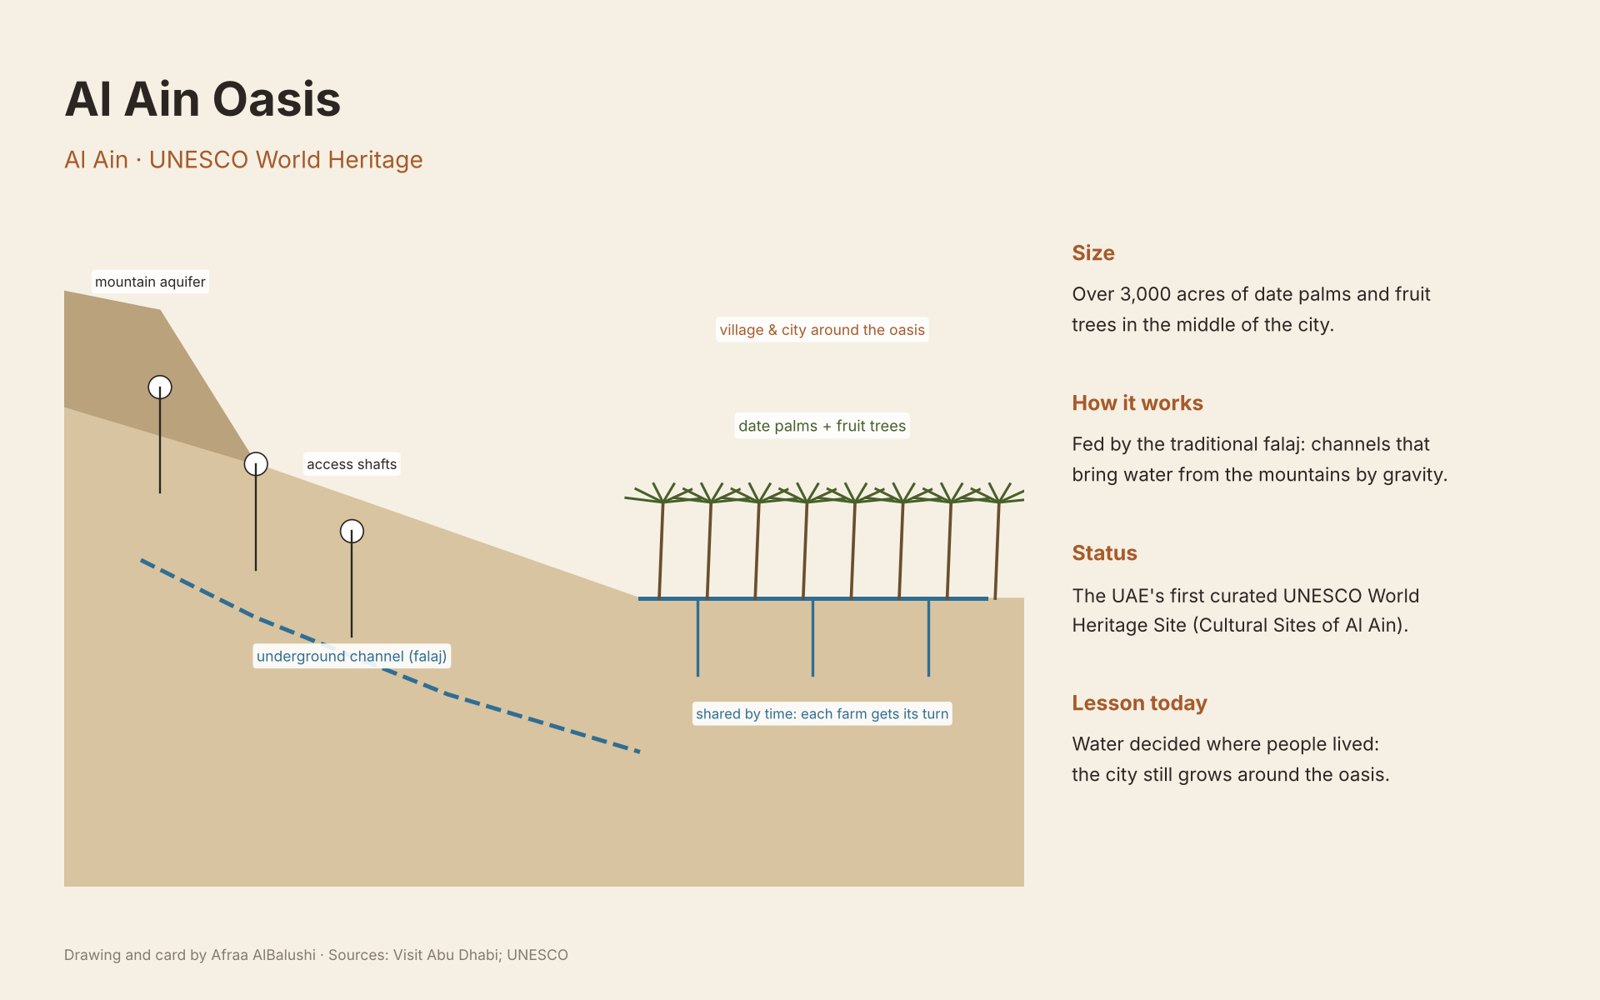 Al Ain Oasis
Al Ain · UNESCO World Heritage
mountain aquifer
access shafts
underground channel (falaj)
village & city around the oasis
date palms + fruit trees
shared by time: each farm gets its turn
Size
Over 3,000 acres of date palms and fruit
trees in the middle of the city.
How it works
Fed by the traditional falaj: channels that
bring water from the mountains by gravity.
Status
The UAE's first curated UNESCO World
Heritage Site (Cultural Sites of Al Ain).
Lesson today
Water decided where people lived:
the city still grows around the oasis.
Drawing and card by Afraa AlBalushi · Sources: Visit Abu Dhabi; UNESCO